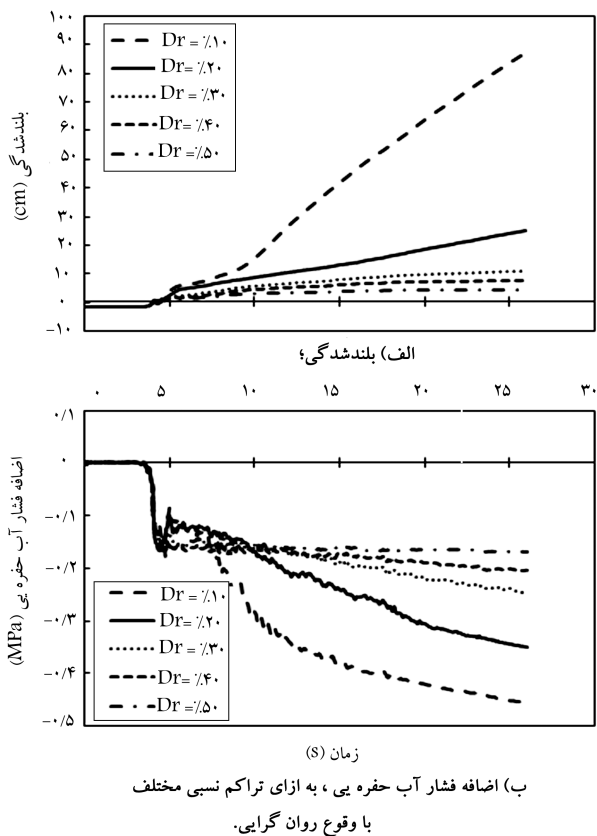 ۱۰۰
۹۰
۸۰
۷۰
۶۰
۵۰
۴۰
۳۰
۲۰
۱۰
۰
−۱۰
بلندشدگی (cm)
Dr = ٪۱۰
Dr= ٪۲۰
Dr = ٪۳۰
Dr= ٪۴۰
Dr =٪۵۰
الف) بلندشدگی؛
۰ ۵ ۱۰ ۱۵ ۲۰ ۲۵ ۳۰
۰/۱
۰
−۰/۱
−۰/۲
−۰/۳
−۰/۴
−۰/۵
اضافه فشار آب حفره یی (MPa)
Dr = ٪۱۰
Dr= ٪۲۰
Dr = ٪۳۰
Dr= ٪۴۰
Dr =٪۵۰
زمان (S)
ب) اضافه فشار آب حفره یی ، به ازای تراکم نسبی مختلف
با وقوع روان گرایی.